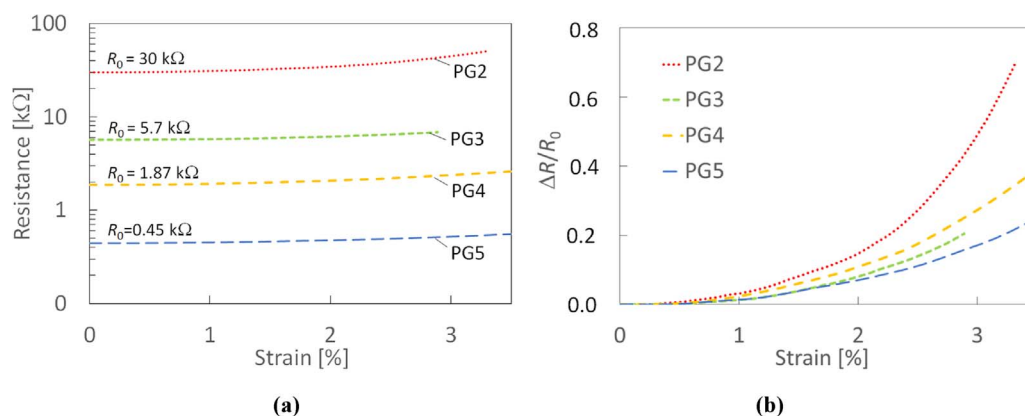 Resistance [kΩ]
100
10
1
0
R₀ = 30 kΩ
PG2
R₀ = 5.7 kΩ
PG3
R₀ = 1.87 kΩ
PG4
R₀=0.45 kΩ
PG5
0 1 2 3
Strain [%]
(a)
ΔR/R₀
0.8
0.6
0.4
0.2
0.0
PG2
PG3
PG4
PG5
0 1 2 3
Strain [%]
(b)